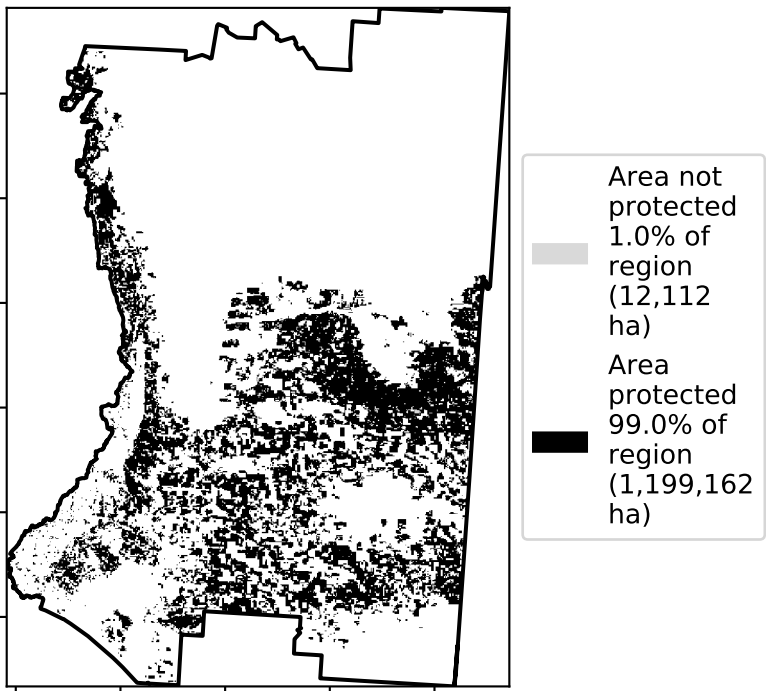 Area not
protected
1.0% of
region
(12,112
ha)
Area
protected
99.0% of
region
(1,199,162
ha)